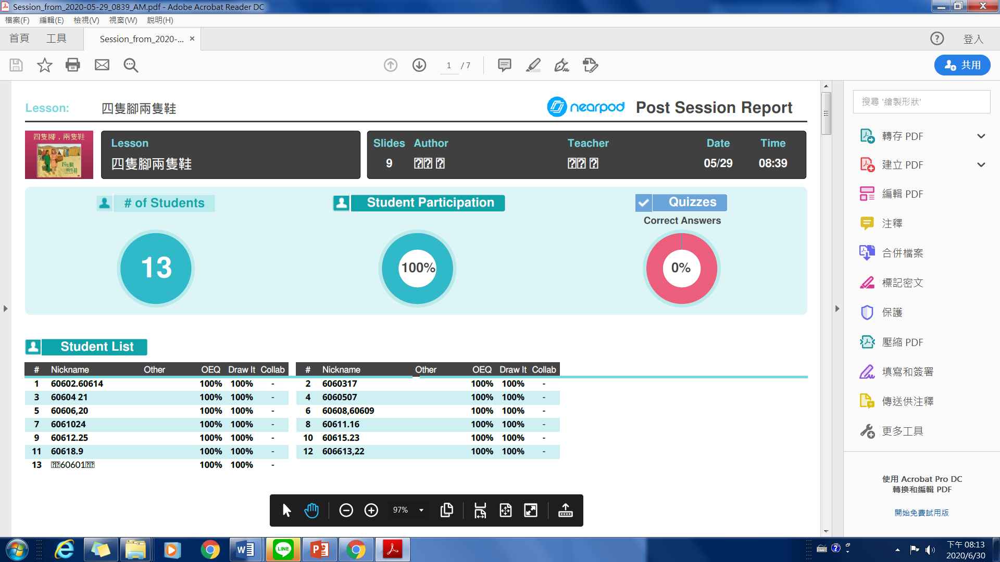 Session_from_2020-05-29_0839_AM.pdf - Adobe Acrobat Reader DC
檔案(F) 編輯(E) 檢視(V) 視窗(W) 說明(H)
首頁 工具 Session_from_2020-... × ? 登入
1 / 7 共用
Lesson: 四隻腳兩隻鞋 nearpod Post Session Report
四隻腳，兩隻鞋
四隻腳
兩隻鞋
Lesson
四隻腳兩隻鞋
Slides Author Teacher Date Time
9 05/29 08:39
# of Students Student Participation Quizzes
Correct Answers
13 100% 0%
Student List
# Nickname Other OEQ Draw It Collab # Nickname Other OEQ Draw It Collab
1 60602.60614 100% 100% - 2 6060317 100% 100% -
3 60604 21 100% 100% - 4 6060507 100% 100% -
5 60606,20 100% 100% - 6 60608,60609 100% 100% -
7 6061024 100% 100% - 8 60611.16 100% 100% -
9 60612.25 100% 100% - 10 60615.23 100% 100% -
11 60618.9 100% 100% - 12 606613,22 100% 100% -
13 60601 100% 100% -
97%
搜尋 '繪製形狀'
轉存 PDF
建立 PDF
編輯 PDF
注釋
合併檔案
標記密文
保護
壓縮 PDF
填寫和簽署
傳送供注釋
更多工具
使用 Acrobat Pro DC
轉換和編輯 PDF
開始免費試用版
LINE
下午 08:13
2020/6/30